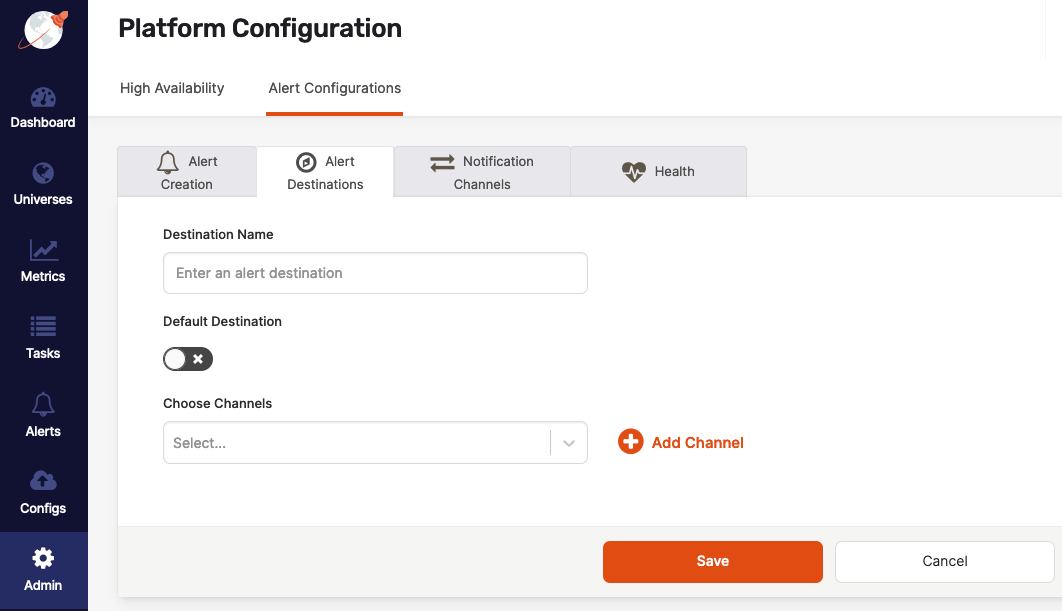 Platform Configuration
High Availability
Alert Configurations
Dashboard
Universes
Metrics
Tasks
Alerts
Configs
Admin
Alert
Creation
Alert
Destinations
Notification
Channels
Health
Destination Name
Enter an alert destination
Default Destination
Choose Channels
Select...
Add Channel
Save
Cancel